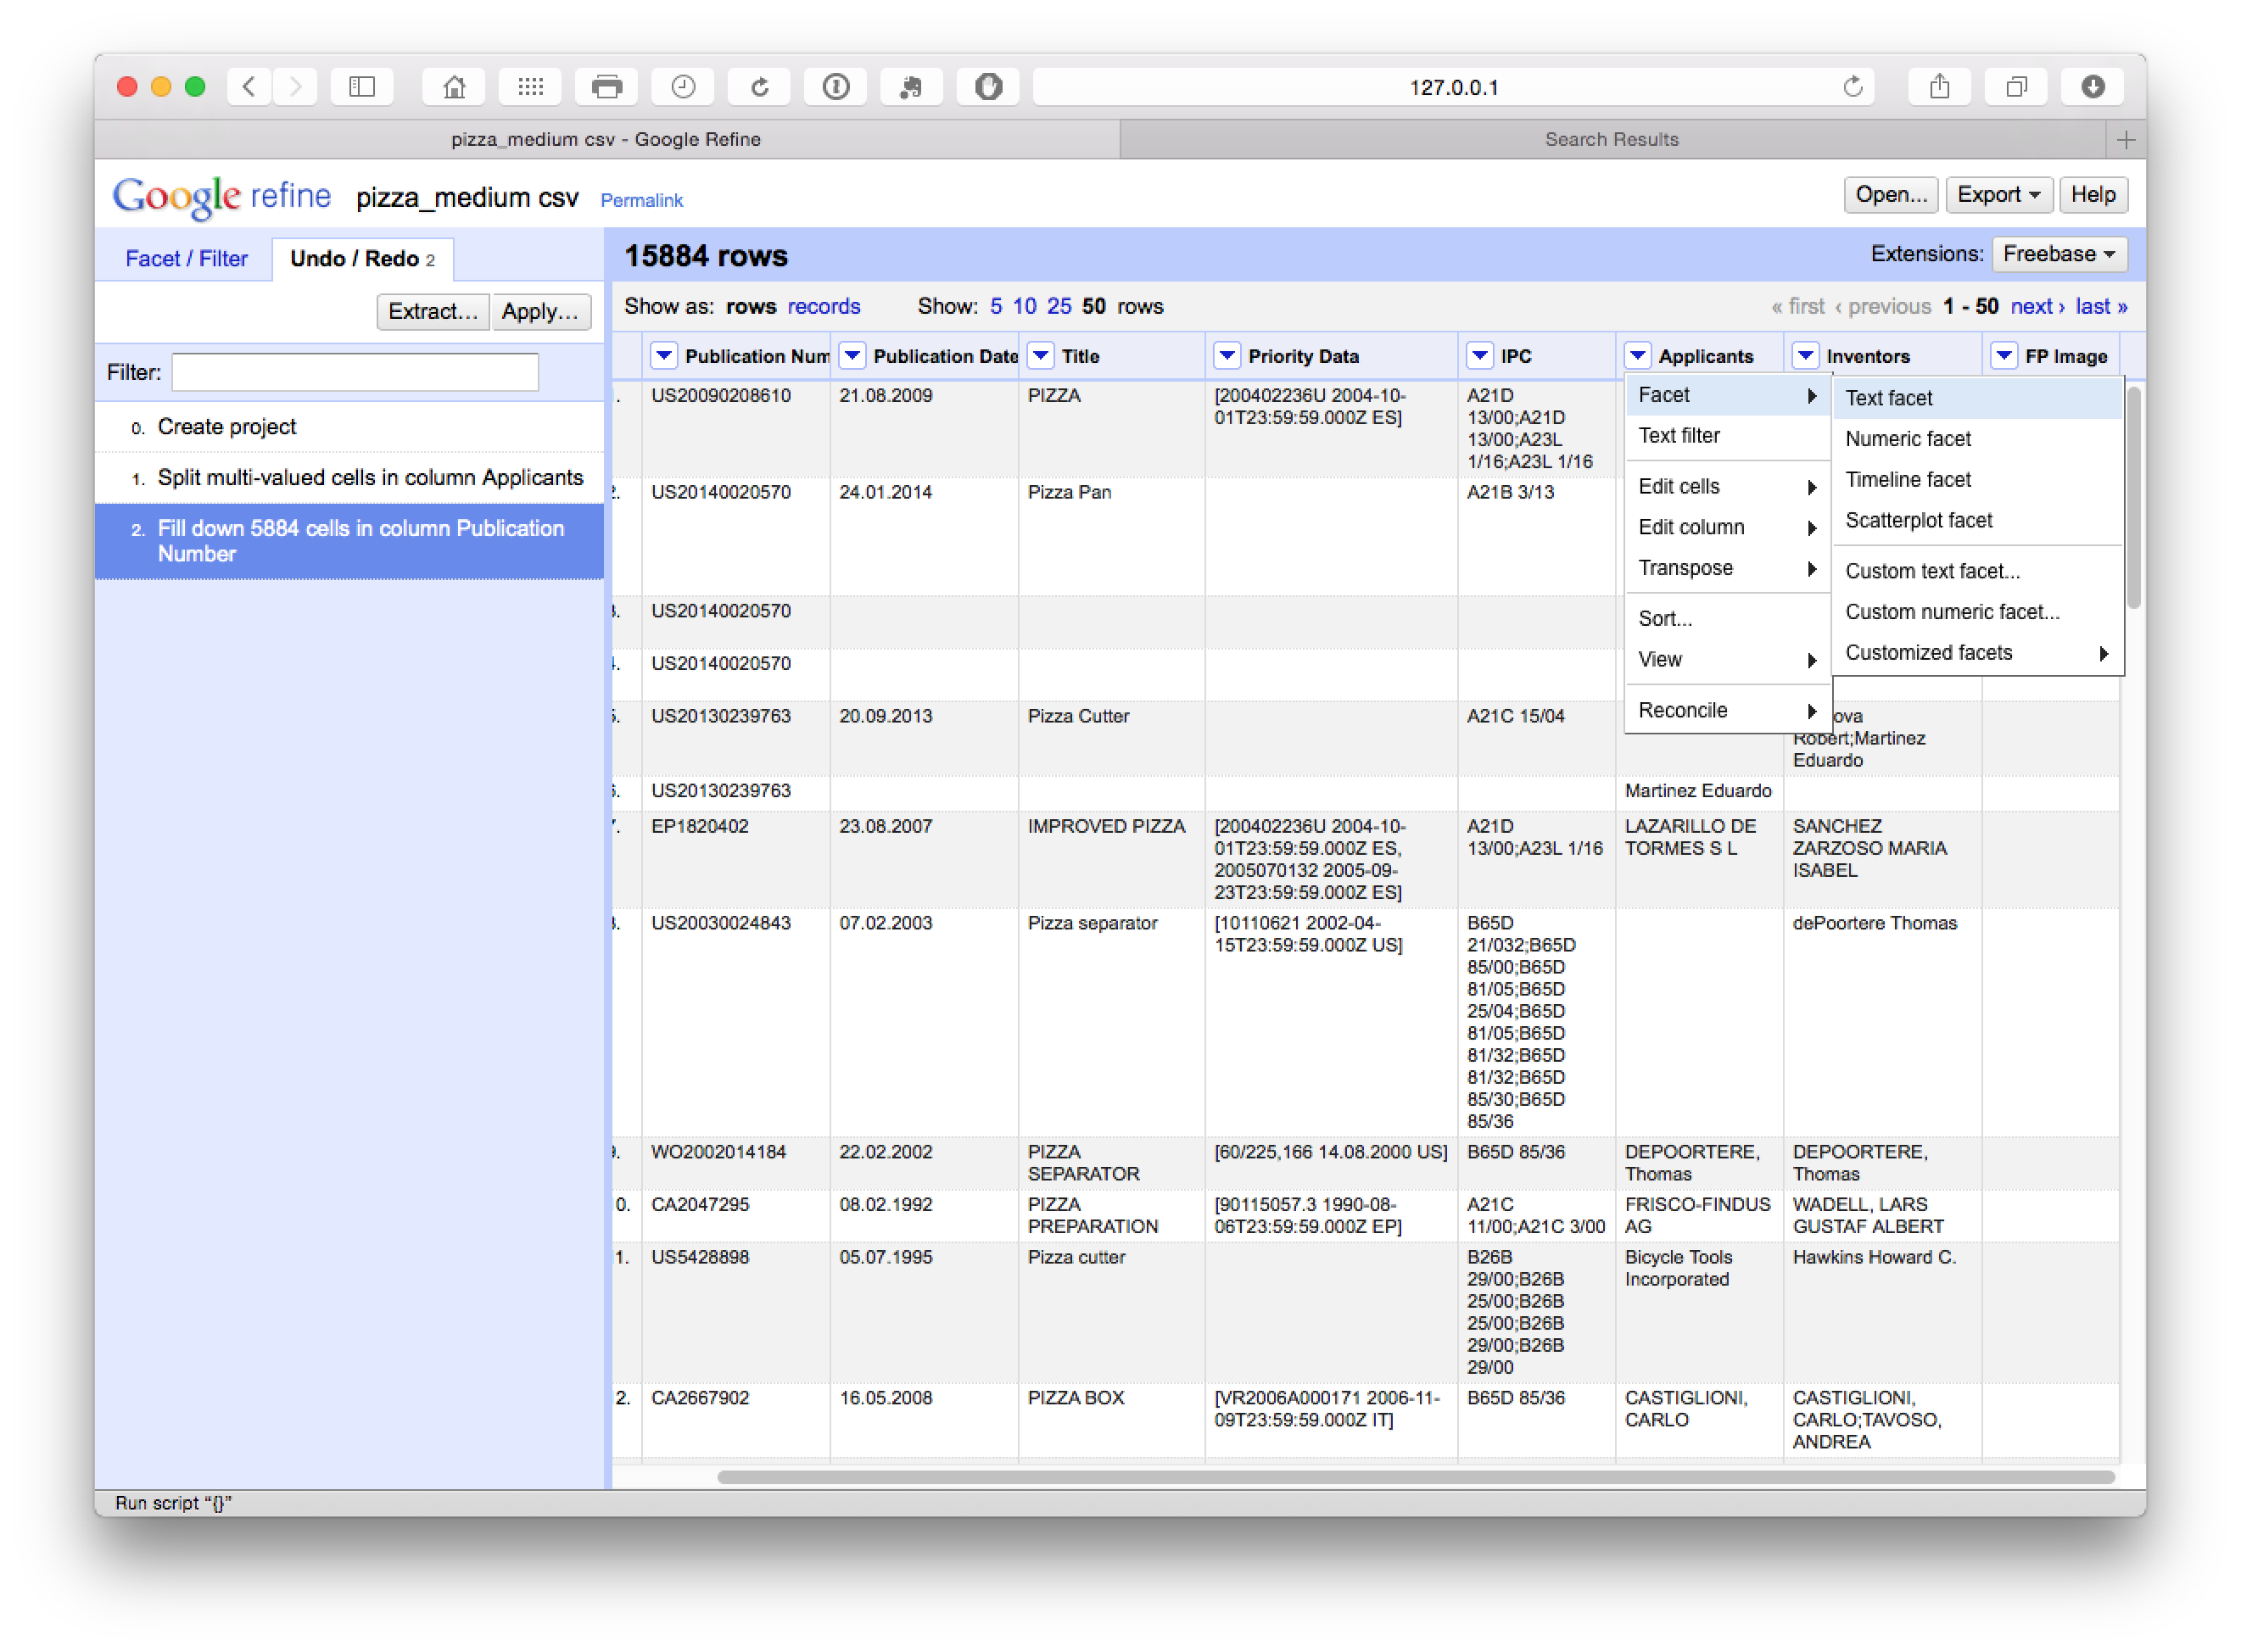 127.0.0.1
pizza_medium csv - Google Refine
Search Results
Google refine pizza_medium csv Permalink
Open... Export Help
Facet / Filter Undo / Redo 2
15884 rows
Extensions: Freebase
Extract... Apply...
Show as: rows records Show: 5 10 25 50 rows
« first ‹ previous 1 - 50 next › last »
Filter:
0. Create project
1. Split multi-valued cells in column Applicants
2. Fill down 5884 cells in column Publication
Number
Publication Num Publication Date Title Priority Data IPC Applicants Inventors FP Image
Facet
Text filter
Edit cells
Edit column
Transpose
Sort...
View
Reconcile
Text facet
Numeric facet
Timeline facet
Scatterplot facet
Custom text facet...
Custom numeric facet...
Customized facets
US20090208610 21.08.2009 PIZZA [200402236U 2004-10- A21D
01T23:59:59.000Z ES] 13/00;A21D
13/00;A23L
1/16;A23L 1/16
US20140020570 24.01.2014 Pizza Pan A21B 3/13
US20140020570
US20140020570
US20130239763 20.09.2013 Pizza Cutter A21C 15/04 ova
Robert;Martinez
Eduardo
US20130239763 Martinez Eduardo
EP1820402 23.08.2007 IMPROVED PIZZA [200402236U 2004-10- A21D LAZARILLO DE SANCHEZ
01T23:59:59.000Z ES, 13/00;A23L 1/16 TORMES S L ZARZOSO MARIA
2005070132 2005-09- ISABEL
23T23:59:59.000Z ES]
US20030024843 07.02.2003 Pizza separator [10110621 2002-04- B65D dePoortere Thomas
15T23:59:59.000Z US] 21/032;B65D
85/00;B65D
81/05;B65D
25/04;B65D
81/05;B65D
81/32;B65D
81/32;B65D
85/30;B65D
85/36
WO2002014184 22.02.2002 PIZZA [60/225,166 14.08.2000 US] B65D 85/36 DEPOORTERE, DEPOORTERE,
SEPARATOR Thomas Thomas
0. CA2047295 08.02.1992 PIZZA [90115057.3 1990-08- A21C FRISCO-FINDUS WADELL, LARS
PREPARATION 06T23:59:59.000Z EP] 11/00;A21C 3/00 AG GUSTAF ALBERT
1. US5428898 05.07.1995 Pizza cutter B26B Bicycle Tools Hawkins Howard C.
29/00;B26B Incorporated
25/00;B26B
25/00;B26B
29/00;B26B
29/00
2. CA2667902 16.05.2008 PIZZA BOX [VR2006A000171 2006-11- B65D 85/36 CASTIGLIONI, CASTIGLIONI,
09T23:59:59.000Z IT] CARLO CARLO;TAVOSO,
ANDREA
Run script “{}”